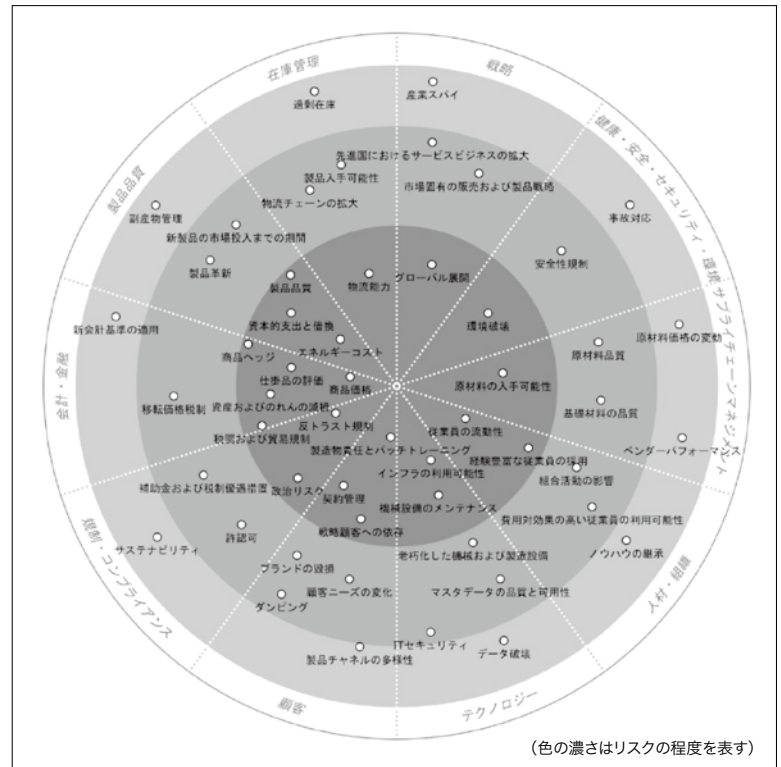 在庫管理
戦略
過剰在庫
産業スパイ
健康・安全・セキュリティ・環境
製品品質
先進国におけるサービスビジネスの拡大
製品入手可能性
市場固有の販売および製品戦略
物流チェーンの拡大
副産物管理
事故対応
新製品の市場投入までの期間
安全性規制
製品革新
製品品質
物流能力
グローバル展開
サプライチェーンマネジメント
新会計基準の適用
資本的支出と借換
環境破壊
原材料価格の変動
商品ヘッジ
エネルギーコスト
原材料品質
会計・金融
仕掛品の評価
商品価格
原材料の入手可能性
移転価格税制
資産およびのれんの減損
基礎材料の品質
反トラスト規制
従業員の流動性
税関および貿易規制
製造物責任とバッチトレーニング
経験豊富な従業員の採用
ベンダーパフォーマンス
インフラの利用可能性
組合活動の影響
補助金および税制優遇措置
政治リスク
契約管理
機械設備のメンテナンス
費用対効果の高い従業員の利用可能性
規制・コンプライアンス
サステナビリティ
許認可
戦略顧客への依存
老朽化した機械および製造設備
ノウハウの継承
人材・組織
ブランドの毀損
顧客ニーズの変化
マスタデータの品質と可用性
ダンピング
ITセキュリティ
データ破壊
製品チャネルの多様性
顧客
テクノロジー
（色の濃さはリスクの程度を表す）